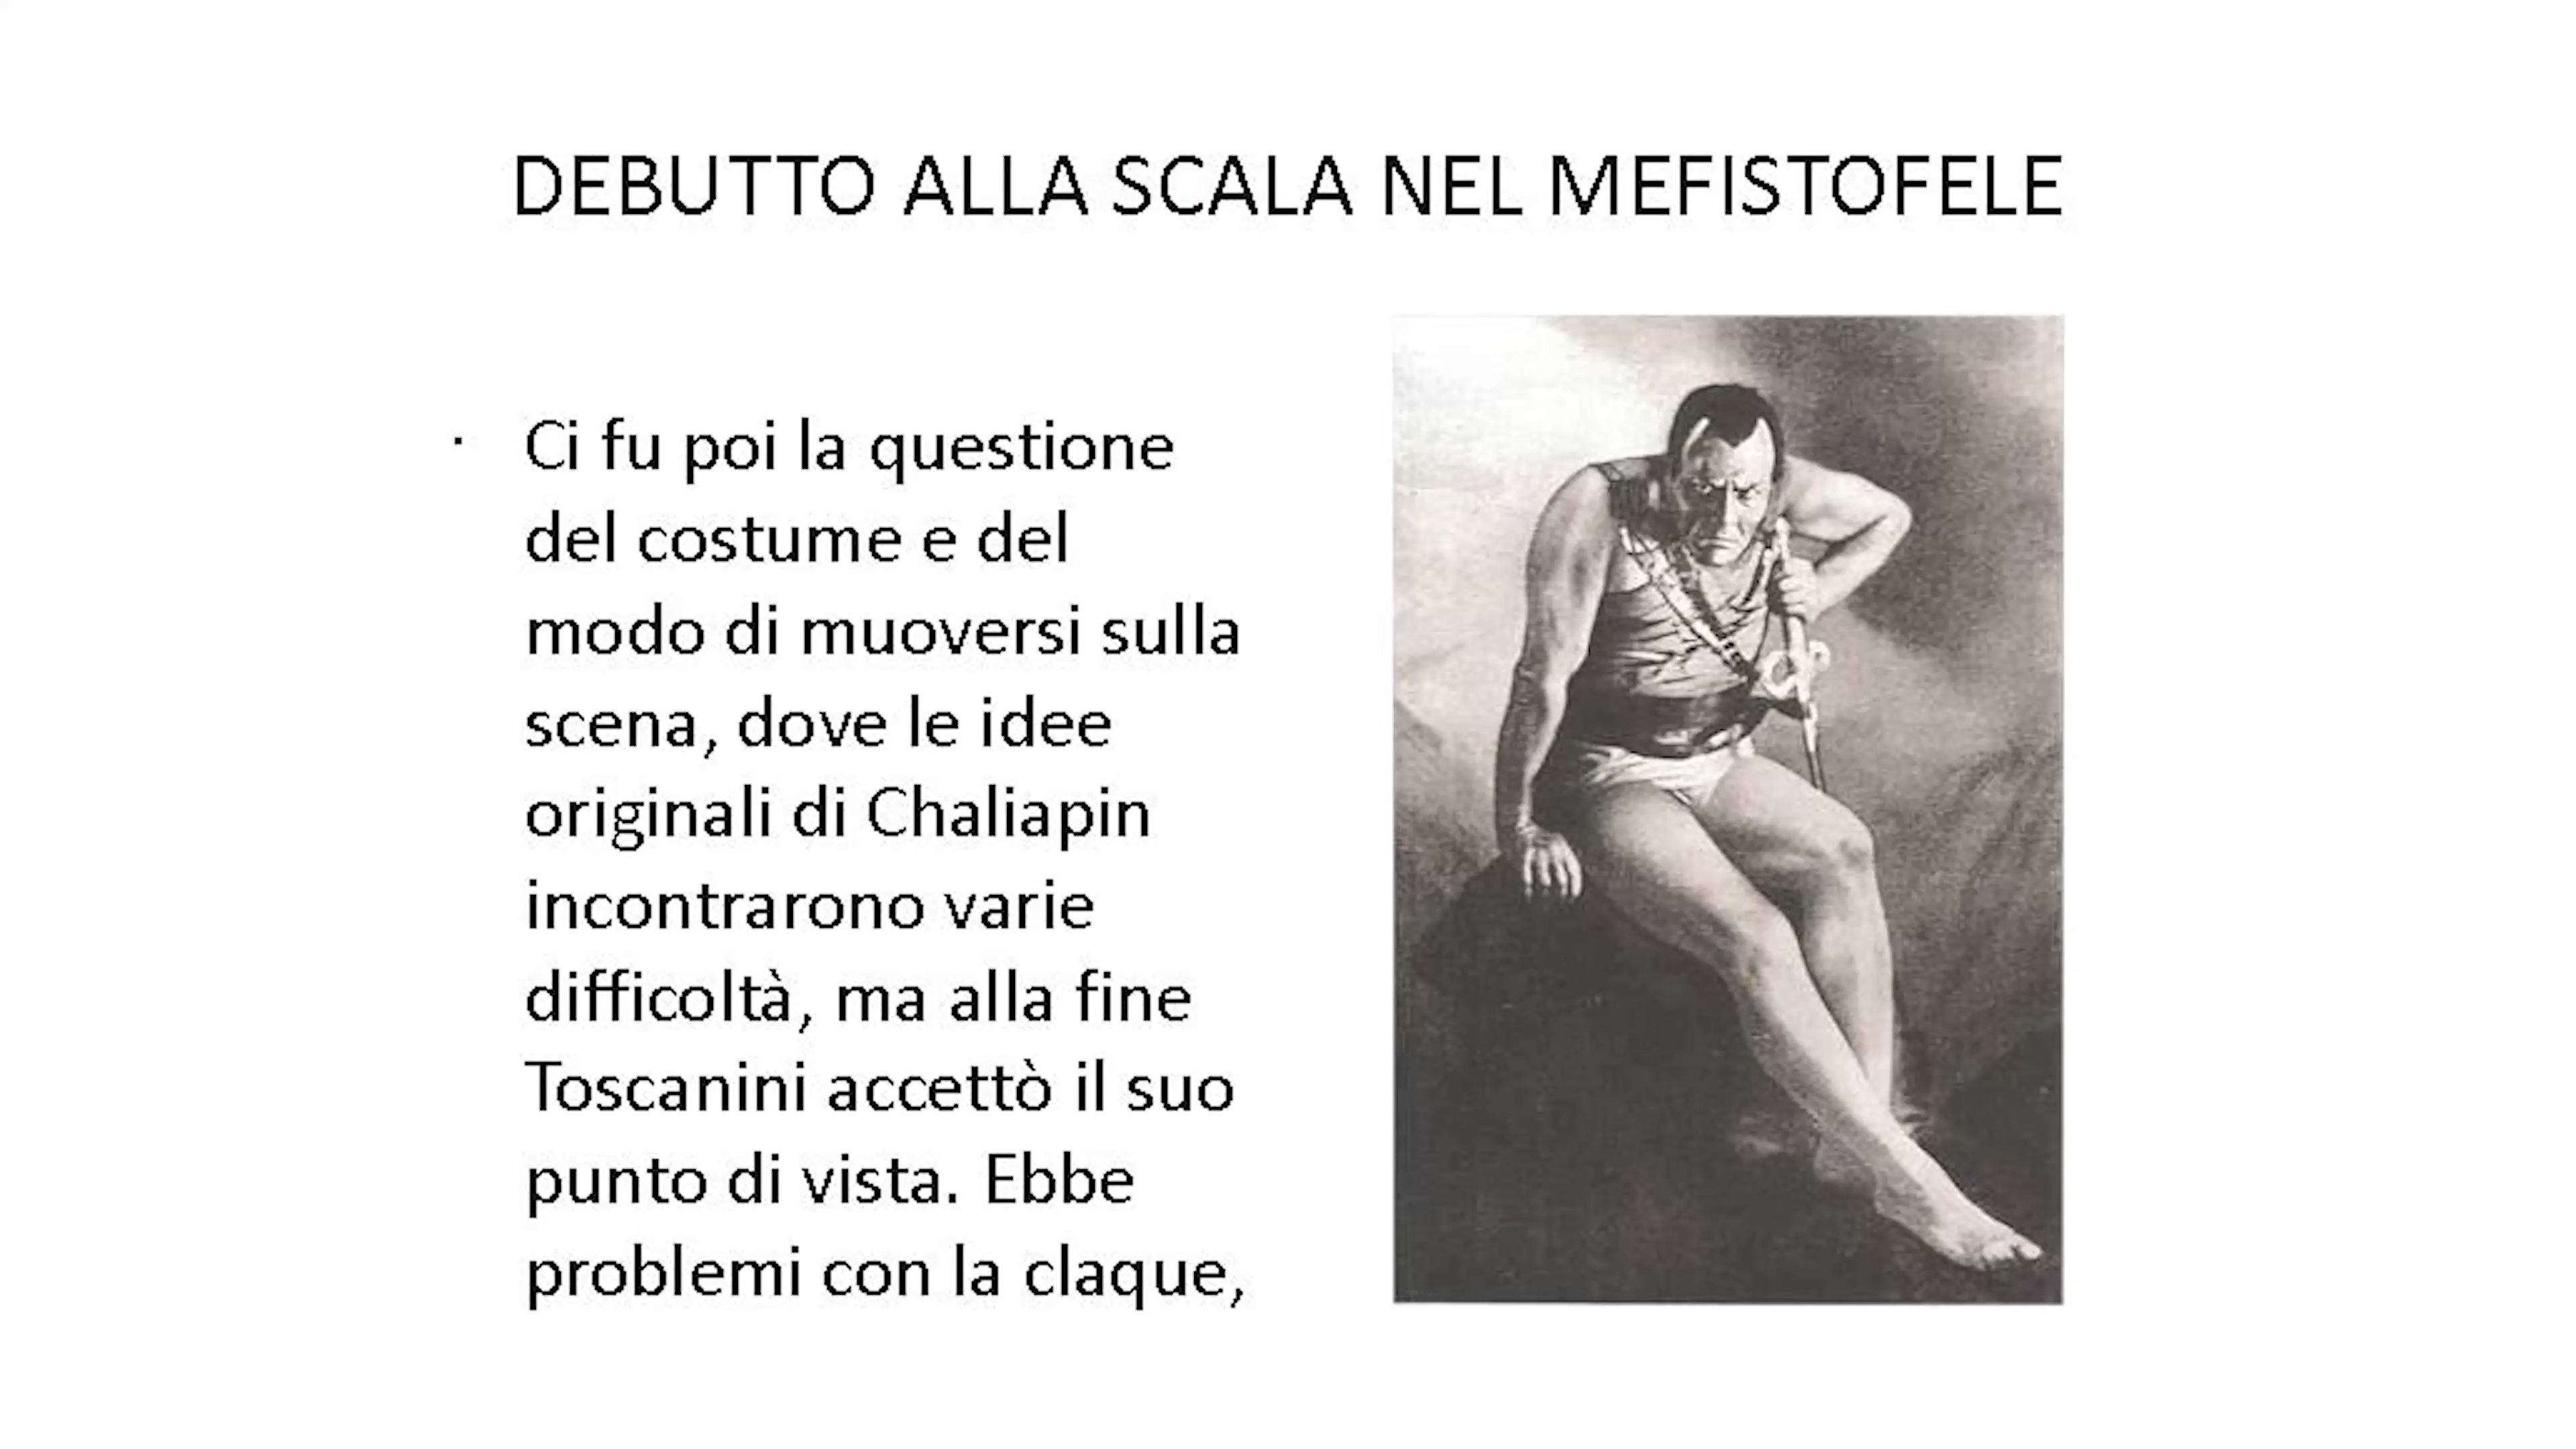 DEBUTTO ALLA SCALA NEL MEFISTOFELE
· Ci fu poi la questione
del costume e del
modo di muoversi sulla
scena, dove le idee
originali di Chaliapin
incontrarono varie
difficoltà, ma alla fine
Toscanini accettò il suo
punto di vista. Ebbe
problemi con la claque,